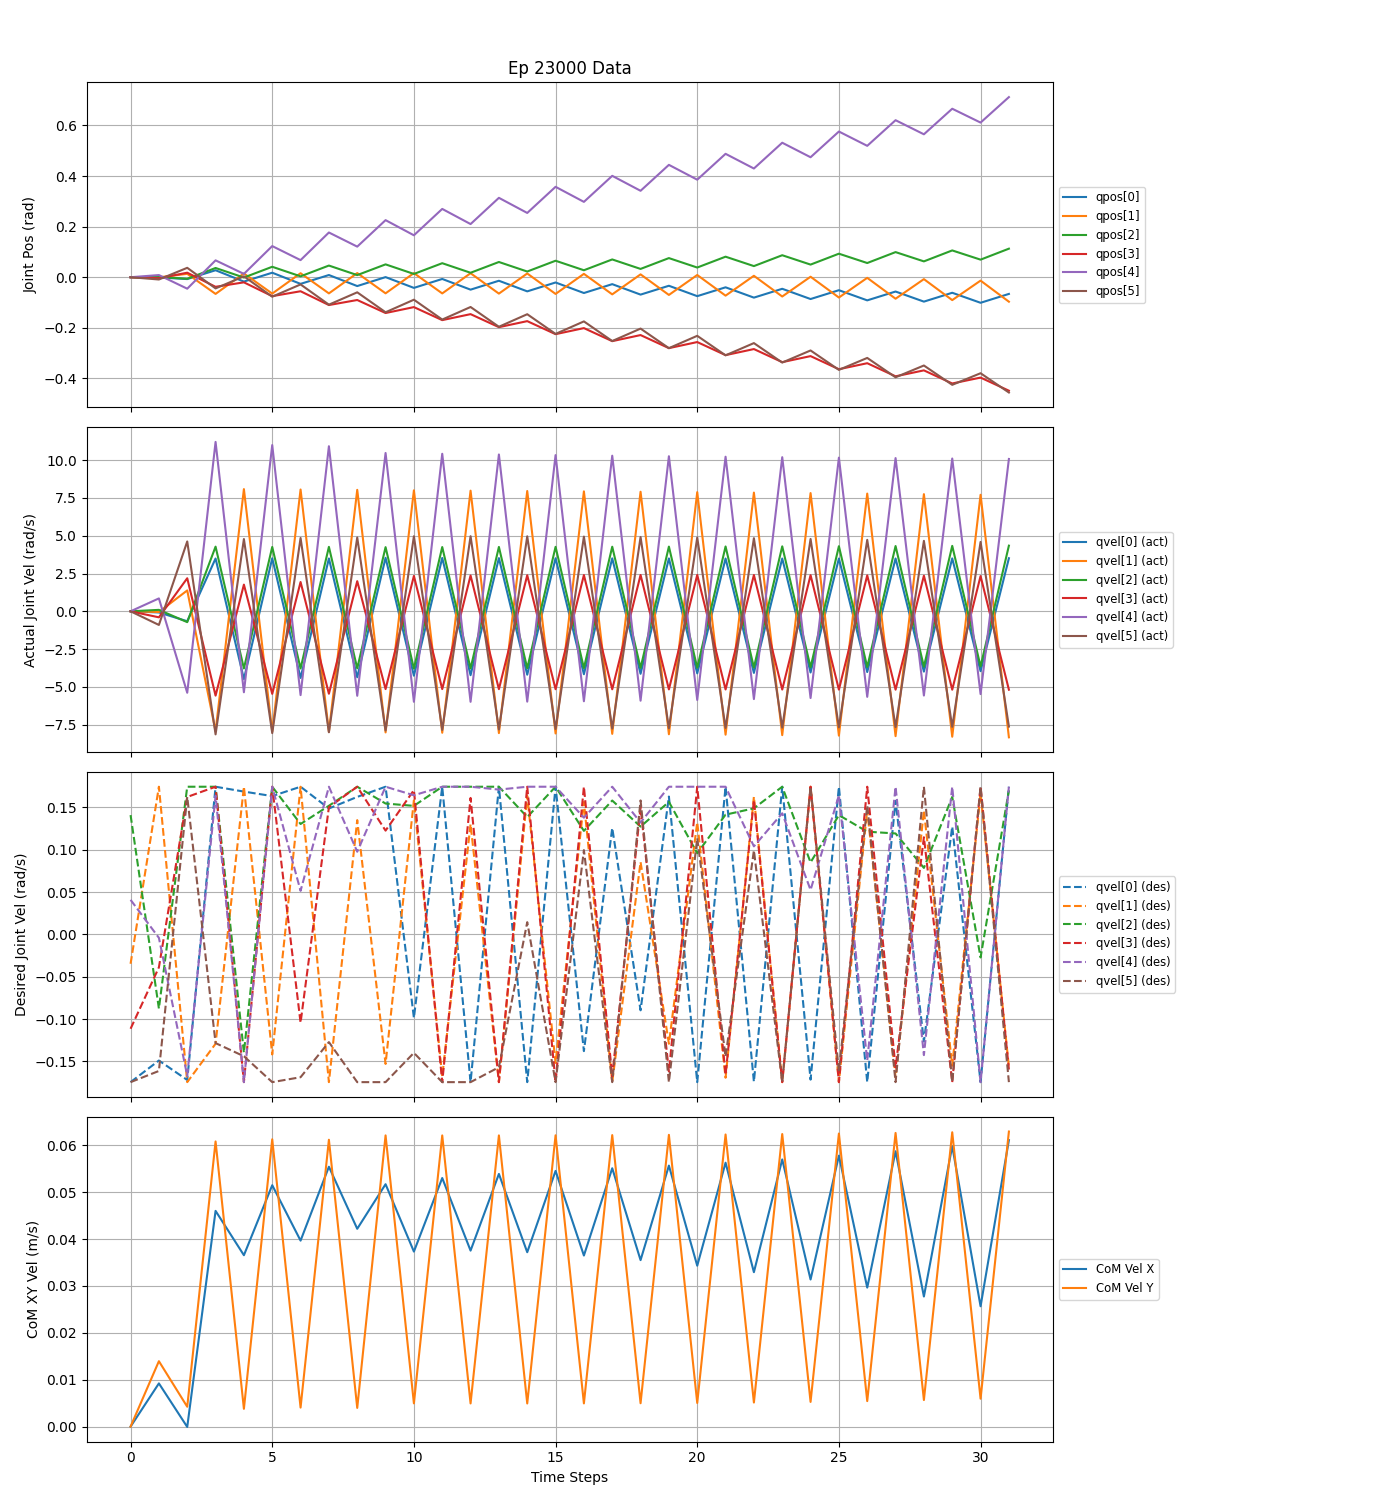 Ep 23000 Data
Joint Pos (rad)
0.6
0.4
0.2
0.0
−0.2
−0.4
qpos[0]
qpos[1]
qpos[2]
qpos[3]
qpos[4]
qpos[5]
Actual Joint Vel (rad/s)
10.0
7.5
5.0
2.5
0.0
−2.5
−5.0
−7.5
qvel[0] (act)
qvel[1] (act)
qvel[2] (act)
qvel[3] (act)
qvel[4] (act)
qvel[5] (act)
Desired Joint Vel (rad/s)
0.15
0.10
0.05
0.00
−0.05
−0.10
−0.15
qvel[0] (des)
qvel[1] (des)
qvel[2] (des)
qvel[3] (des)
qvel[4] (des)
qvel[5] (des)
CoM XY Vel (m/s)
0.06
0.05
0.04
0.03
0.02
0.01
0.00
CoM Vel X
CoM Vel Y
0 5 10 15 20 25 30
Time Steps